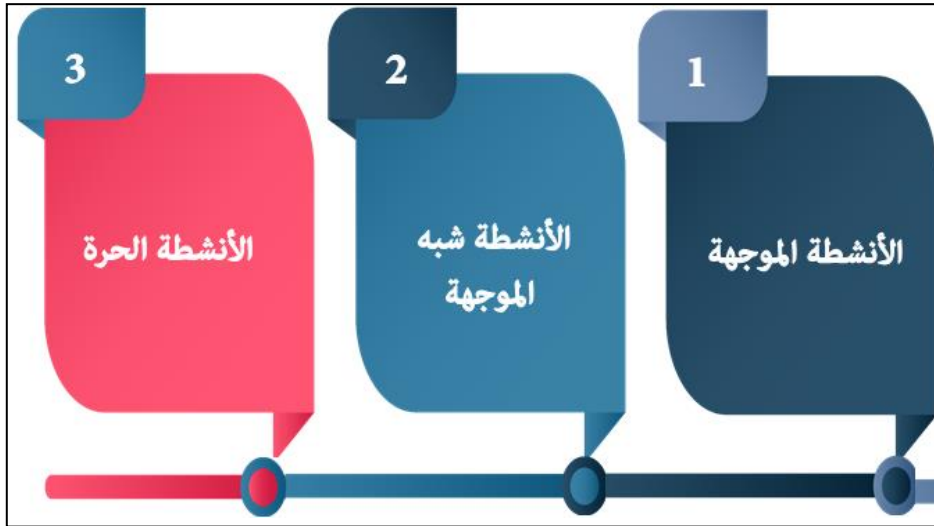 1
الأنشطة الموجهة
2
الأنشطة شبه
الموجهة
3
الأنشطة الحرة